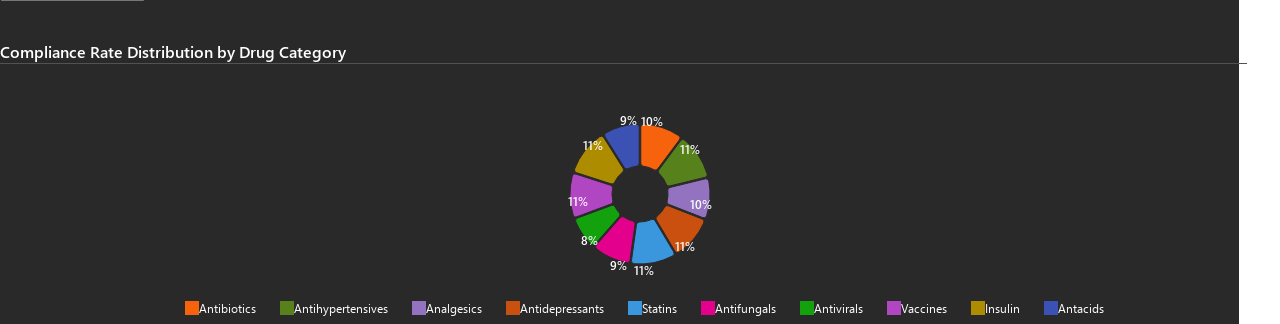 Compliance Rate Distribution by Drug Category
9% 10%
11% 11%
11% 10%
8% 11%
9% 11%
Antibiotics Antihypertensives Analgesics Antidepressants Statins Antifungals Antivirals Vaccines Insulin Antacids